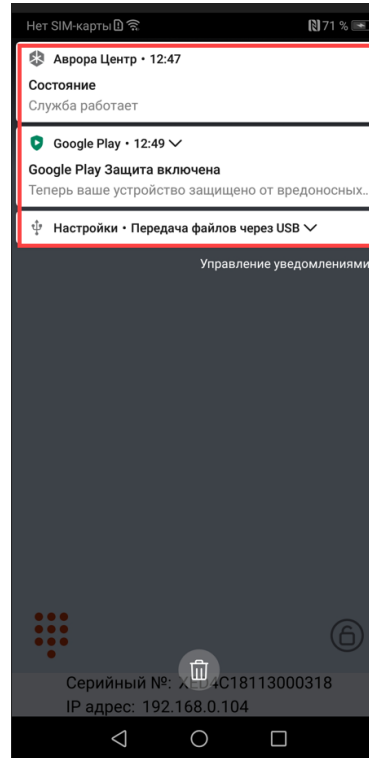 Нет SIM-карты 71 %
Аврора Центр • 12:47
Состояние
Служба работает
Google Play • 12:49
Google Play Защита включена
Теперь ваше устройство защищено от вредоносных..
Настройки • Передача файлов через USB
Управление уведомлениями
Серийный №: 4C18113000318
IP адрес: 192.168.0.104